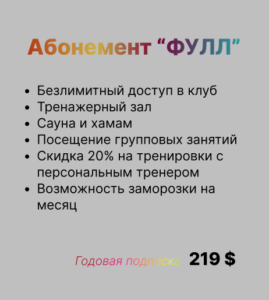 Абонемент “ФУЛЛ”
• Безлимитный доступ в клуб
• Тренажерный зал
• Сауна и хамам
• Посещение групповых занятий
• Скидка 20% на тренировки с
персональным тренером
• Возможность заморозки на
месяц
Годовая подписка 219 $